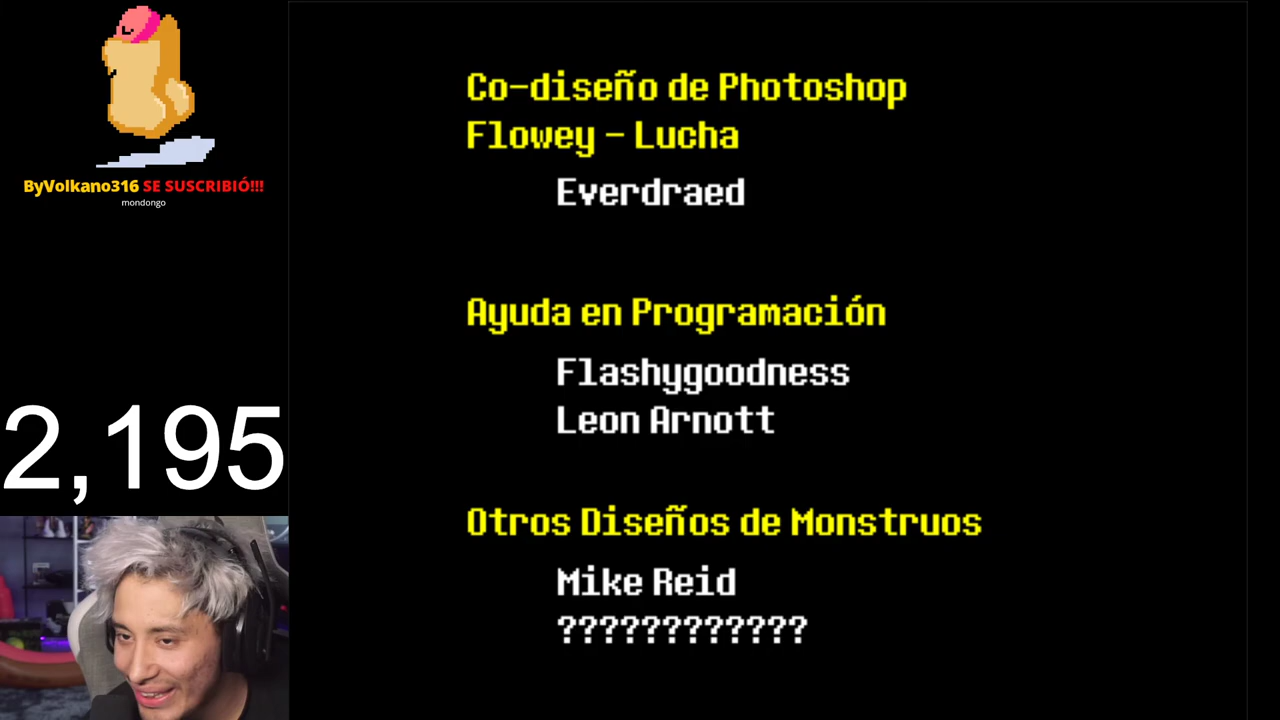 ByVolkano316 SE SUSCRIBIÓ!!!
mondongo
2,195
Co-diseño de Photoshop
Flowey - Lucha
Everdraed
Ayuda en Programación
Flashygoodness
Leon Arnott
Otros Diseños de Monstruos
Mike Reid
????????????